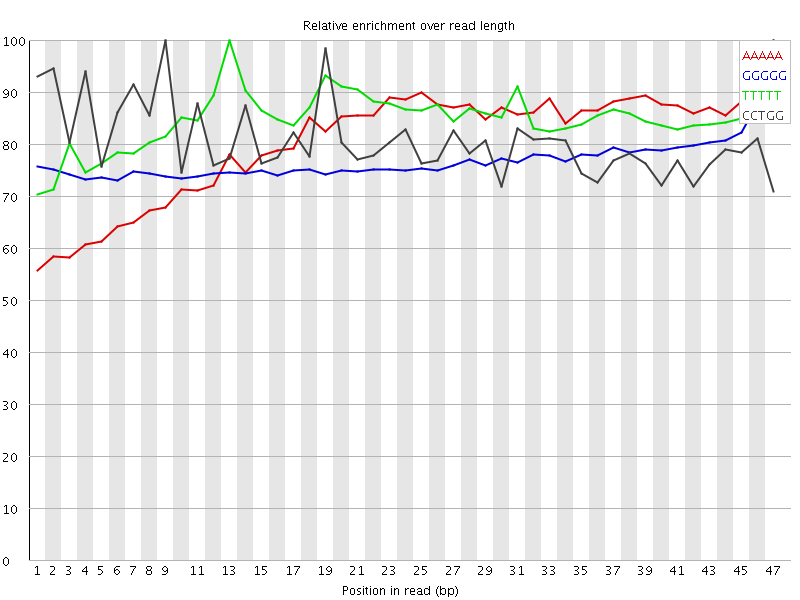 Relative enrichment over read length
100
90
80
70
60
50
40
30
20
10
0
AAAAA
GGGGG
TTTTT
CCTGG
1 2 3 4 5 6 7 8 9 11 13 15 17 19 21 23 25 27 29 31 33 35 37 39 41 43 45 47
Position in read (bp)